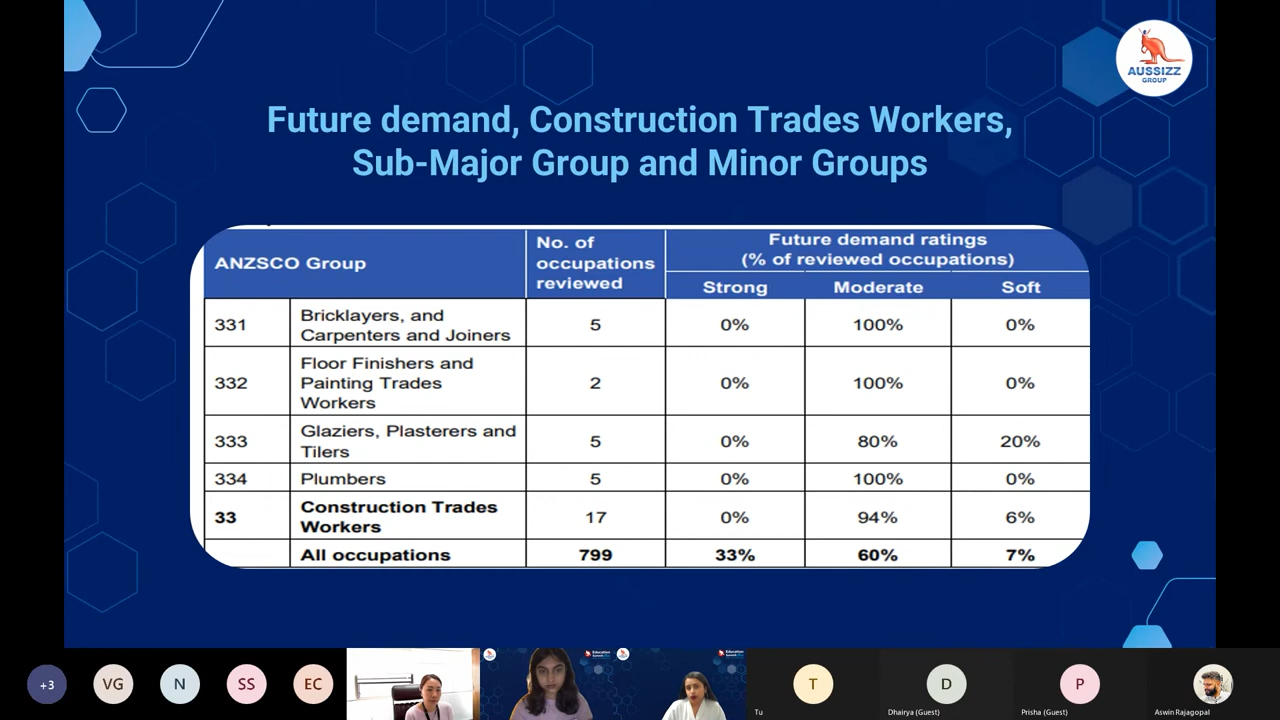 AUSSIZZ
GROUP
Future demand, Construction Trades Workers,
Sub-Major Group and Minor Groups
ANZSCO Group
No. of
occupations
reviewed
Future demand ratings
(% of reviewed occupations)
Strong Moderate Soft
331 Bricklayers, and
Carpenters and Joiners 5 0% 100% 0%
332 Floor Finishers and
Painting Trades
Workers 2 0% 100% 0%
333 Glaziers, Plasterers and
Tilers 5 0% 80% 20%
334 Plumbers 5 0% 100% 0%
33 Construction Trades
Workers 17 0% 94% 6%
All occupations 799 33% 60% 7%
+3 VG N SS EC T D P
Tu Dhairya (Guest) Prisha (Guest) Aswin Rajagopal